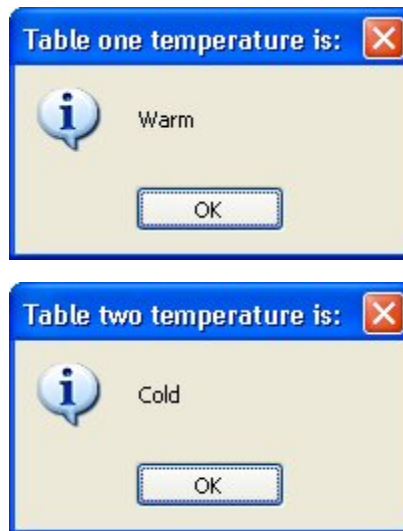 Table one temperature is:
Warm
OK
Table two temperature is:
Cold
OK